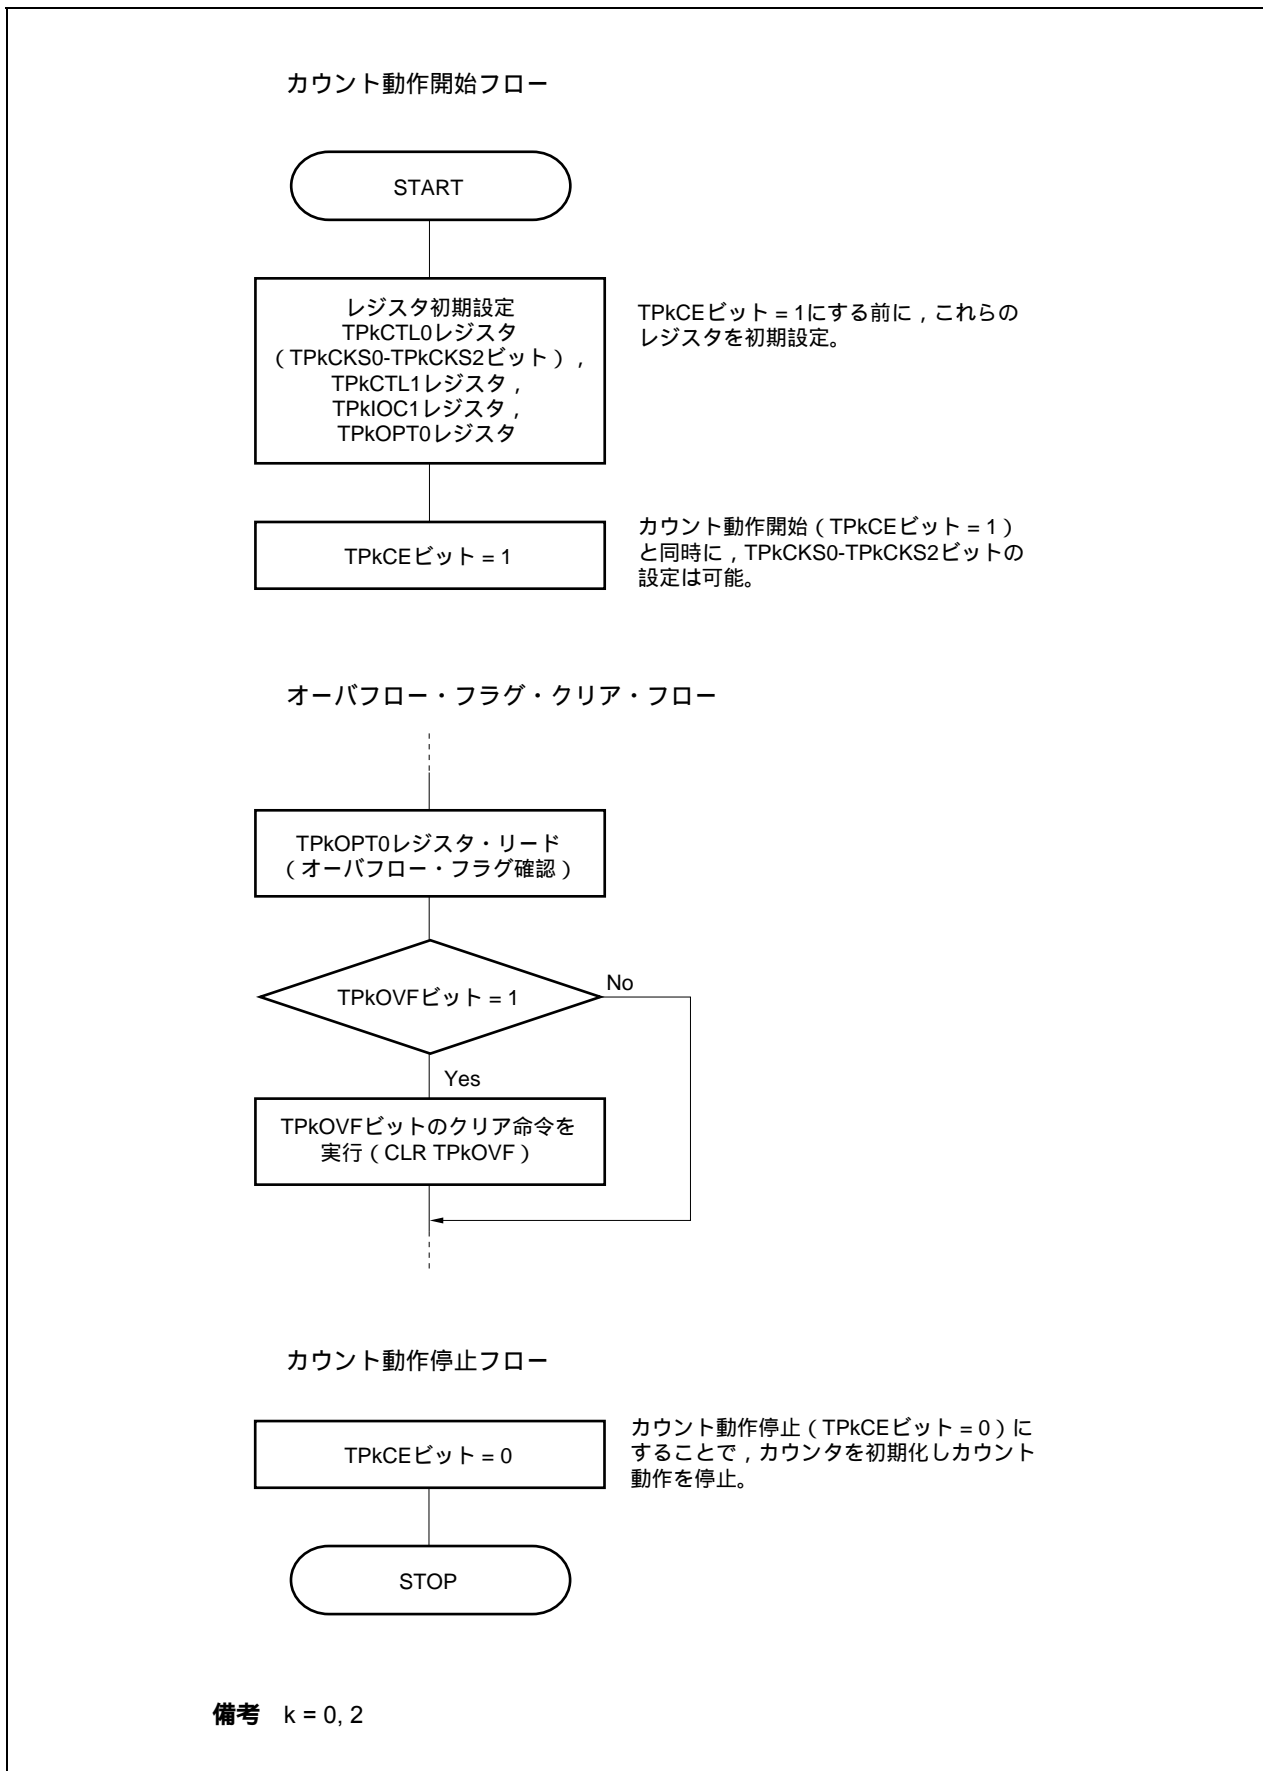 カウント動作開始フロー
START
レジスタ初期設定
TPkCTL0レジスタ
（TPkCKS0-TPkCKS2ビット），
TPkCTL1レジスタ，
TPkIOC1レジスタ，
TPkOPT0レジスタ
TPkCEビット = 1にする前に，これらの
レジスタを初期設定。
TPkCEビット = 1
カウント動作開始（TPkCEビット = 1）
と同時に，TPkCKS0-TPkCKS2ビットの
設定は可能。
オーバフロー・フラグ・クリア・フロー
TPkOPT0レジスタ・リード
（オーバフロー・フラグ確認）
TPkOVFビット = 1
No
Yes
TPkOVFビットのクリア命令を
実行（CLR TPkOVF）
カウント動作停止フロー
TPkCEビット = 0
カウント動作停止（TPkCEビット = 0）に
することで，カウンタを初期化しカウント
動作を停止。
STOP
備考 k = 0, 2